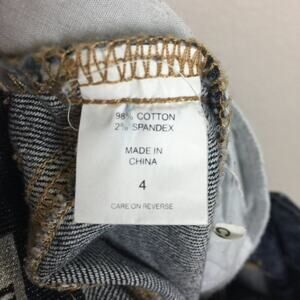 98% COTTON
2% SPANDEX
MADE IN
CHINA
4
CARE ON REVERSE